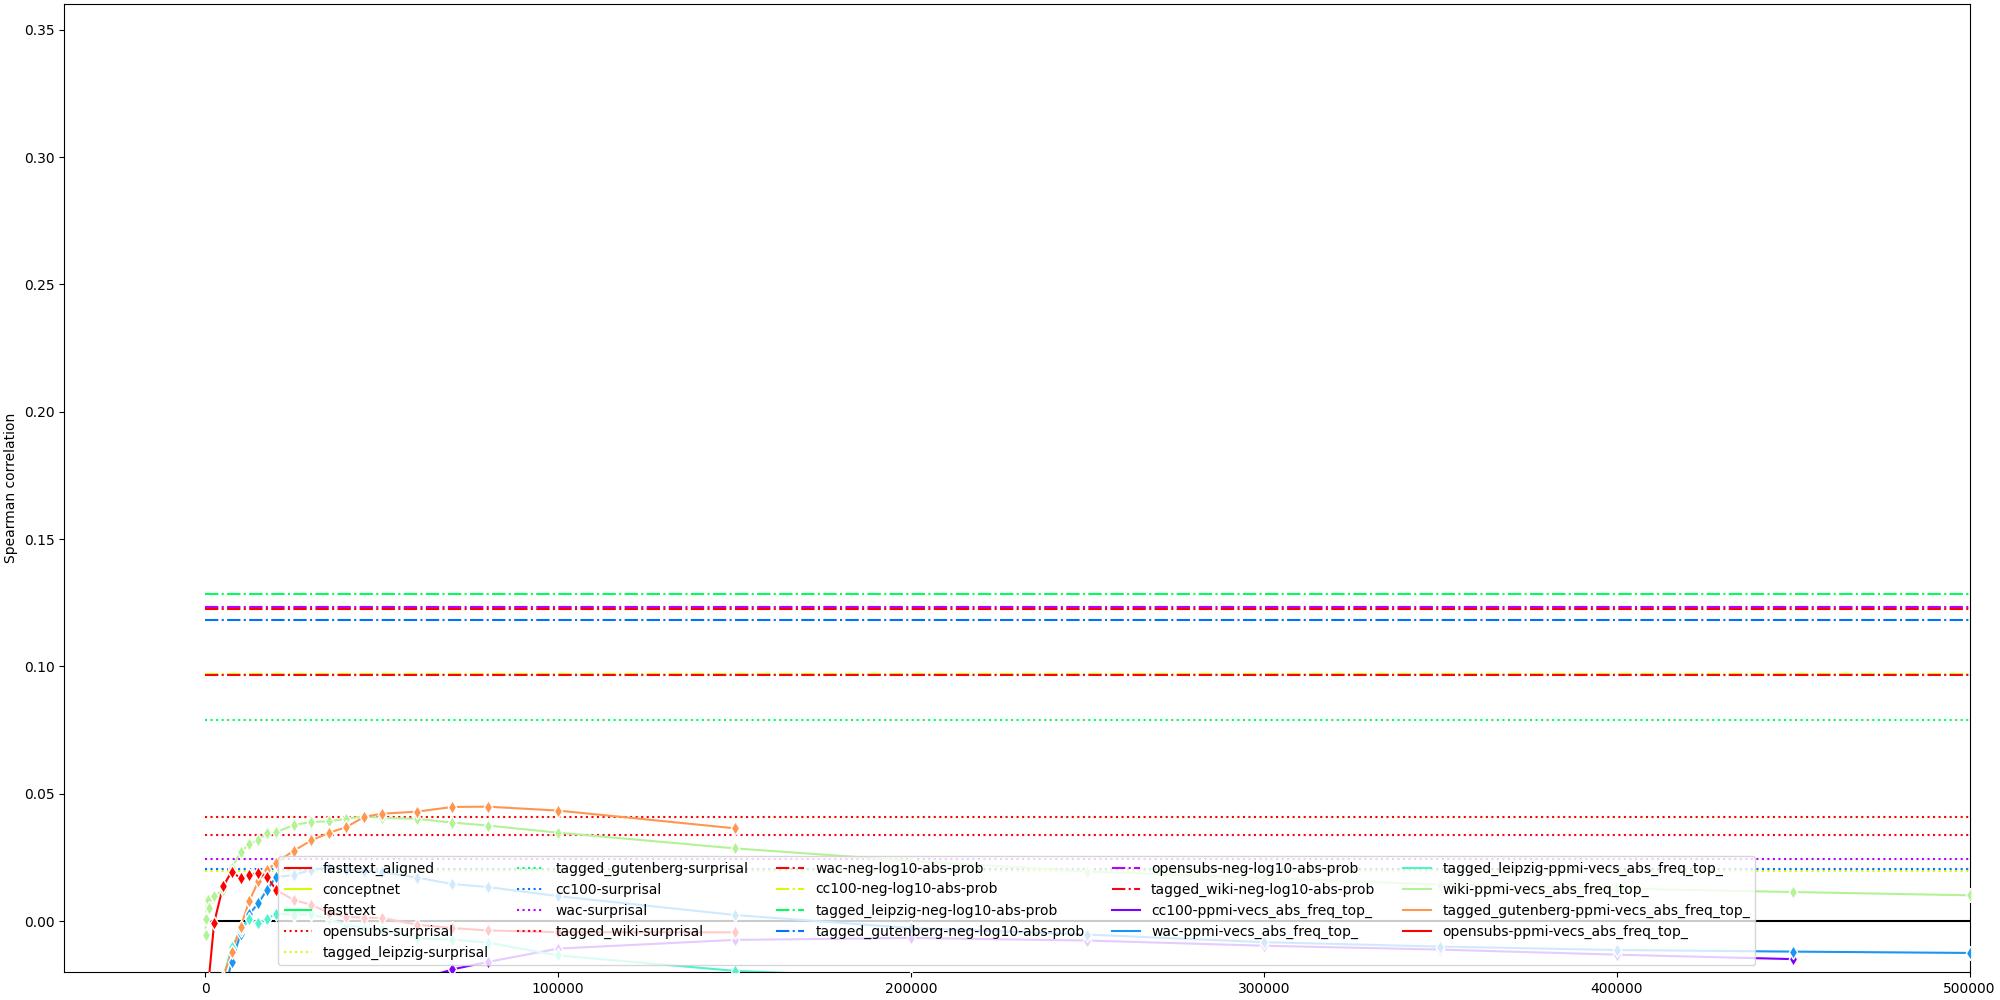 0.35
0.30
0.25
0.20
0.15
0.10
0.05
0.00
Spearman correlation
fasttext_aligned
conceptnet
fasttext
opensubs-surprisal
tagged_leipzig-surprisal
tagged_gutenberg-surprisal
cc100-surprisal
wac-surprisal
tagged_wiki-surprisal
wac-neg-log10-abs-prob
cc100-neg-log10-abs-prob
tagged_leipzig-neg-log10-abs-prob
tagged_gutenberg-neg-log10-abs-prob
opensubs-neg-log10-abs-prob
tagged_wiki-neg-log10-abs-prob
cc100-ppmi-vecs_abs_freq_top_
wac-ppmi-vecs_abs_freq_top_
tagged_leipzig-ppmi-vecs_abs_freq_top_
wiki-ppmi-vecs_abs_freq_top_
tagged_gutenberg-ppmi-vecs_abs_freq_top_
opensubs-ppmi-vecs_abs_freq_top_
0 100000 200000 300000 400000 500000